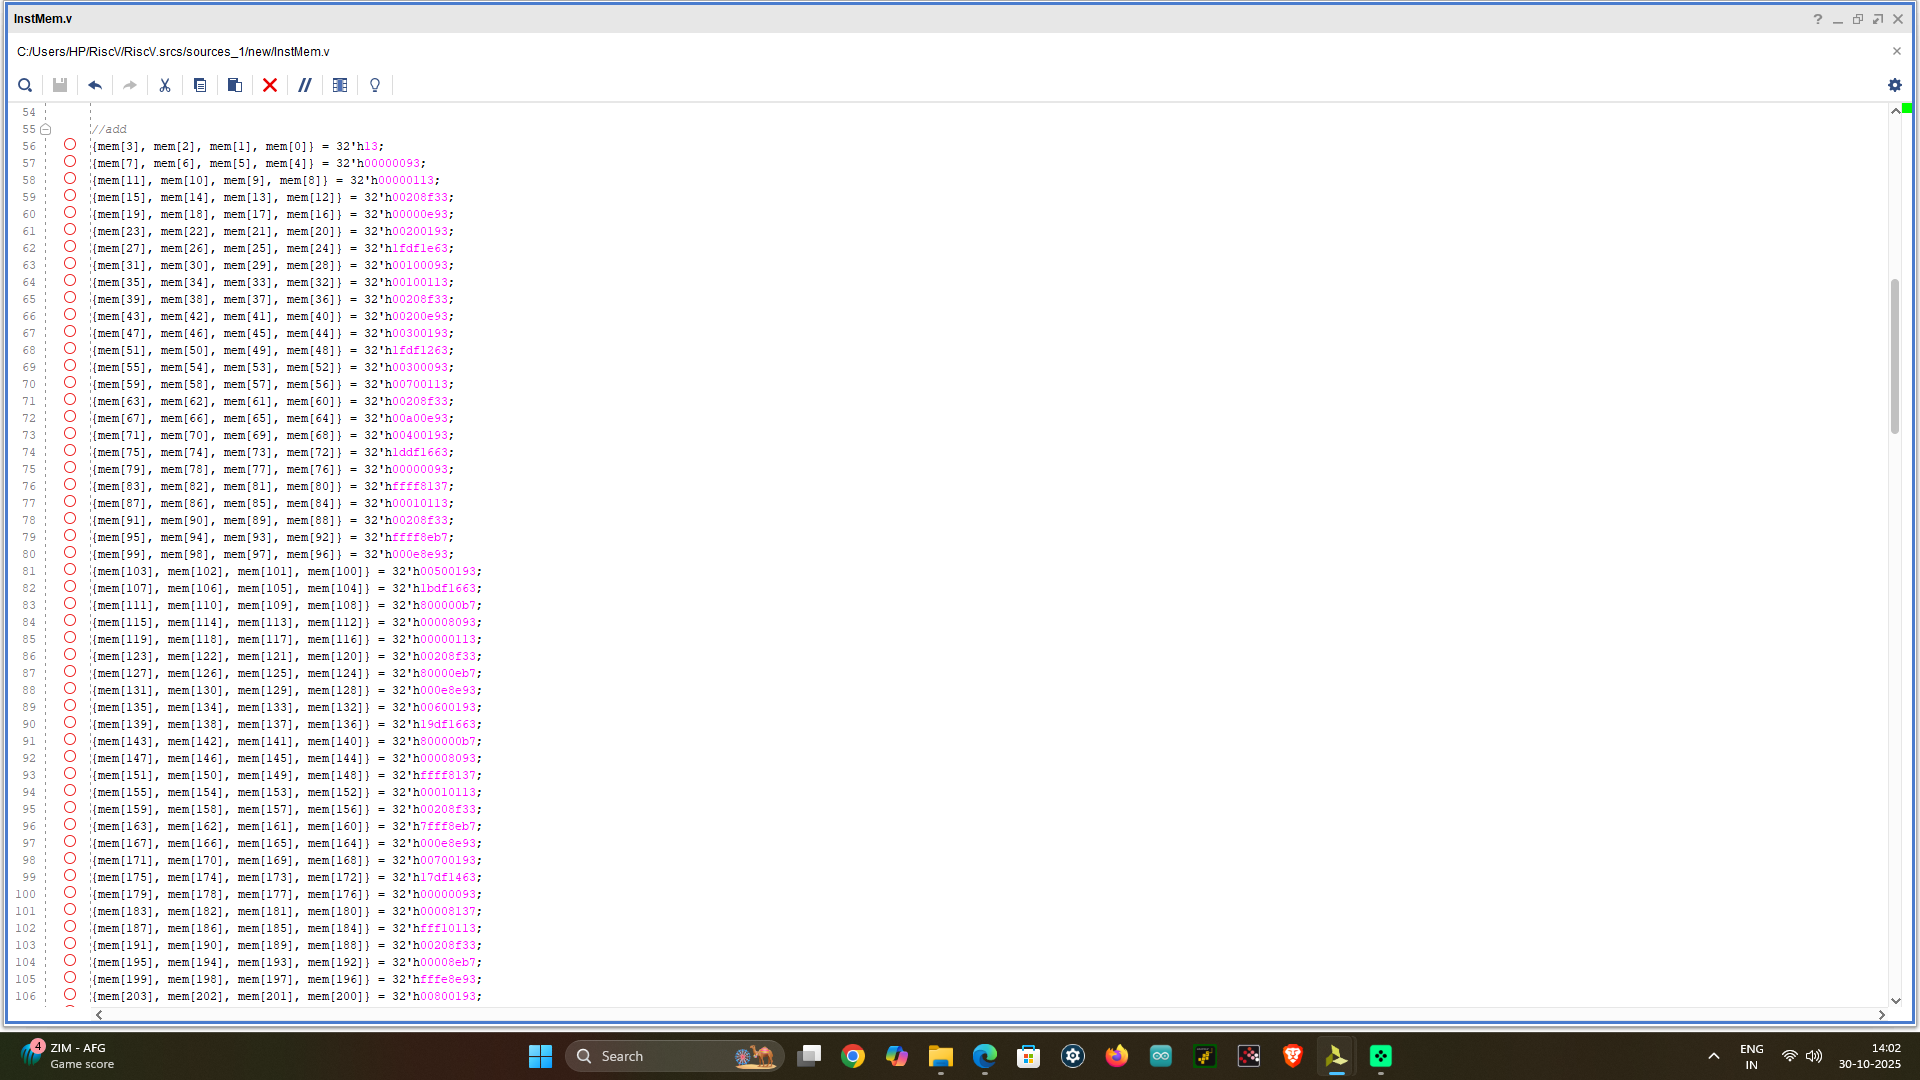 InstMem.v
C:/Users/HP/RiscV/RiscV.srcs/sources_1/new/InstMem.v
54
55 //add
56 {mem[3], mem[2], mem[1], mem[0]} = 32'h13;
57 {mem[7], mem[6], mem[5], mem[4]} = 32'h00000093;
58 {mem[11], mem[10], mem[9], mem[8]} = 32'h00000113;
59 {mem[15], mem[14], mem[13], mem[12]} = 32'h00208f33;
60 {mem[19], mem[18], mem[17], mem[16]} = 32'h00000e93;
61 {mem[23], mem[22], mem[21], mem[20]} = 32'h00200193;
62 {mem[27], mem[26], mem[25], mem[24]} = 32'h1fdf1e63;
63 {mem[31], mem[30], mem[29], mem[28]} = 32'h00100093;
64 {mem[35], mem[34], mem[33], mem[32]} = 32'h00100113;
65 {mem[39], mem[38], mem[37], mem[36]} = 32'h00208f33;
66 {mem[43], mem[42], mem[41], mem[40]} = 32'h00200e93;
67 {mem[47], mem[46], mem[45], mem[44]} = 32'h00300193;
68 {mem[51], mem[50], mem[49], mem[48]} = 32'h1fdf1263;
69 {mem[55], mem[54], mem[53], mem[52]} = 32'h00300093;
70 {mem[59], mem[58], mem[57], mem[56]} = 32'h00700113;
71 {mem[63], mem[62], mem[61], mem[60]} = 32'h00208f33;
72 {mem[67], mem[66], mem[65], mem[64]} = 32'h00a00e93;
73 {mem[71], mem[70], mem[69], mem[68]} = 32'h00400193;
74 {mem[75], mem[74], mem[73], mem[72]} = 32'h1ddf1663;
75 {mem[79], mem[78], mem[77], mem[76]} = 32'h00000093;
76 {mem[83], mem[82], mem[81], mem[80]} = 32'hffff8137;
77 {mem[87], mem[86], mem[85], mem[84]} = 32'h00010113;
78 {mem[91], mem[90], mem[89], mem[88]} = 32'h00208f33;
79 {mem[95], mem[94], mem[93], mem[92]} = 32'hffff8eb7;
80 {mem[99], mem[98], mem[97], mem[96]} = 32'h000e8e93;
81 {mem[103], mem[102], mem[101], mem[100]} = 32'h00500193;
82 {mem[107], mem[106], mem[105], mem[104]} = 32'h1bdf1663;
83 {mem[111], mem[110], mem[109], mem[108]} = 32'h800000b7;
84 {mem[115], mem[114], mem[113], mem[112]} = 32'h00008093;
85 {mem[119], mem[118], mem[117], mem[116]} = 32'h00000113;
86 {mem[123], mem[122], mem[121], mem[120]} = 32'h00208f33;
87 {mem[127], mem[126], mem[125], mem[124]} = 32'h80000eb7;
88 {mem[131], mem[130], mem[129], mem[128]} = 32'h000e8e93;
89 {mem[135], mem[134], mem[133], mem[132]} = 32'h00600193;
90 {mem[139], mem[138], mem[137], mem[136]} = 32'h19df1663;
91 {mem[143], mem[142], mem[141], mem[140]} = 32'h800000b7;
92 {mem[147], mem[146], mem[145], mem[144]} = 32'h00008093;
93 {mem[151], mem[150], mem[149], mem[148]} = 32'hffff8137;
94 {mem[155], mem[154], mem[153], mem[152]} = 32'h00010113;
95 {mem[159], mem[158], mem[157], mem[156]} = 32'h00208f33;
96 {mem[163], mem[162], mem[161], mem[160]} = 32'h7fff8eb7;
97 {mem[167], mem[166], mem[165], mem[164]} = 32'h000e8e93;
98 {mem[171], mem[170], mem[169], mem[168]} = 32'h00700193;
99 {mem[175], mem[174], mem[173], mem[172]} = 32'h17df1463;
100 {mem[179], mem[178], mem[177], mem[176]} = 32'h00000093;
101 {mem[183], mem[182], mem[181], mem[180]} = 32'h00008137;
102 {mem[187], mem[186], mem[185], mem[184]} = 32'hfff10113;
103 {mem[191], mem[190], mem[189], mem[188]} = 32'h00208f33;
104 {mem[195], mem[194], mem[193], mem[192]} = 32'h00008eb7;
105 {mem[199], mem[198], mem[197], mem[196]} = 32'hfffe8e93;
106 {mem[203], mem[202], mem[201], mem[200]} = 32'h00800193;
4
ZIM - AFG
Game score
Search
ENG
IN
14:02
30-10-2025